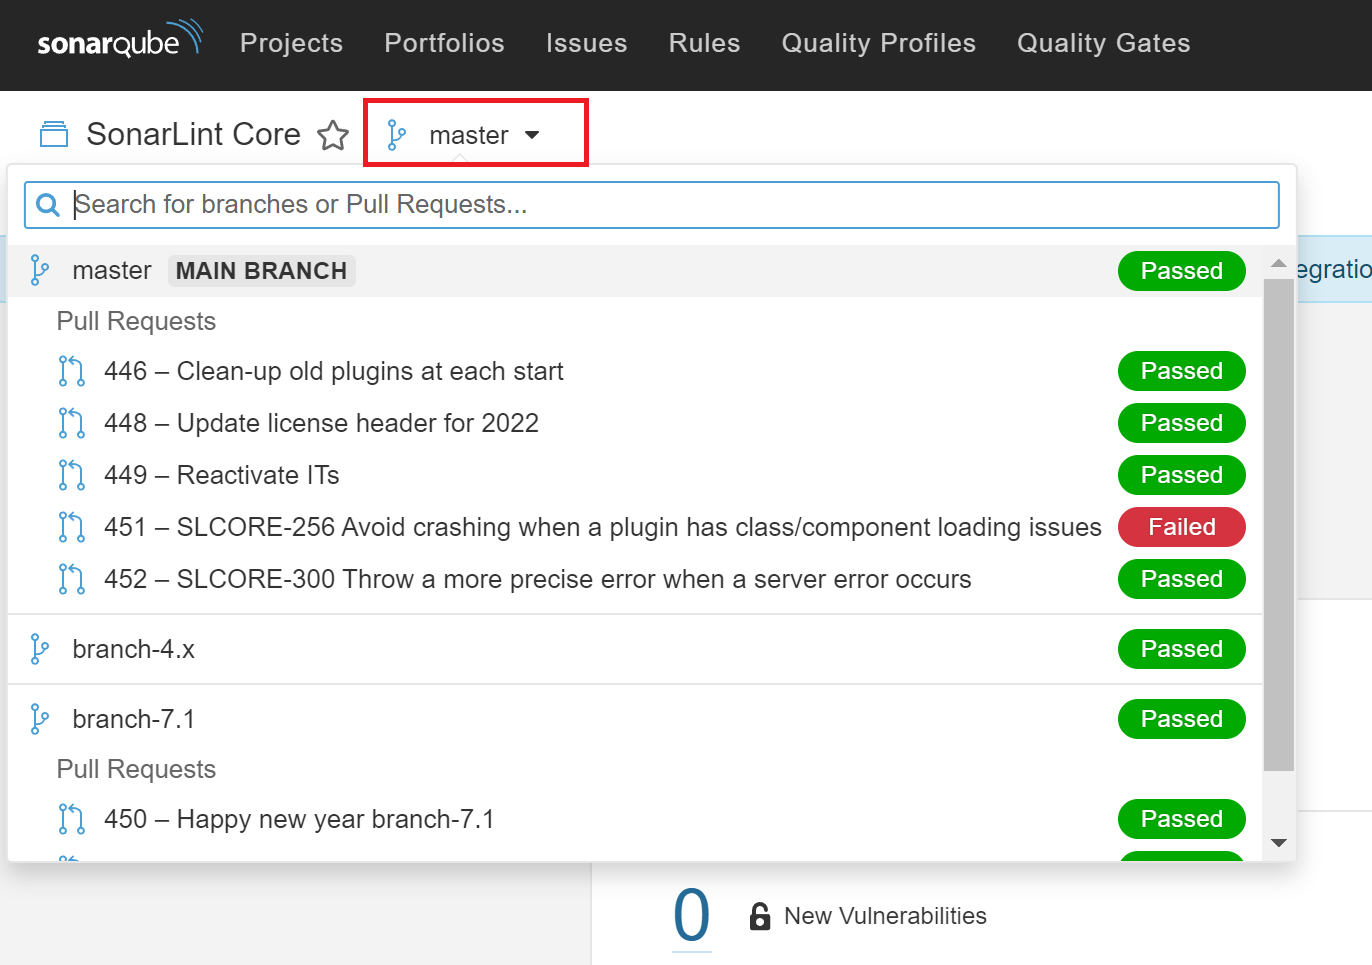 sonarqube Projects Portfolios Issues Rules Quality Profiles Quality Gates
SonarLint Core master
Search for branches or Pull Requests...
master MAIN BRANCH Passed
Pull Requests
446 – Clean-up old plugins at each start Passed
448 – Update license header for 2022 Passed
449 – Reactivate ITs Passed
451 – SLCORE-256 Avoid crashing when a plugin has class/component loading issues Failed
452 – SLCORE-300 Throw a more precise error when a server error occurs Passed
branch-4.x Passed
branch-7.1 Passed
Pull Requests
450 – Happy new year branch-7.1 Passed
0 New Vulnerabilities